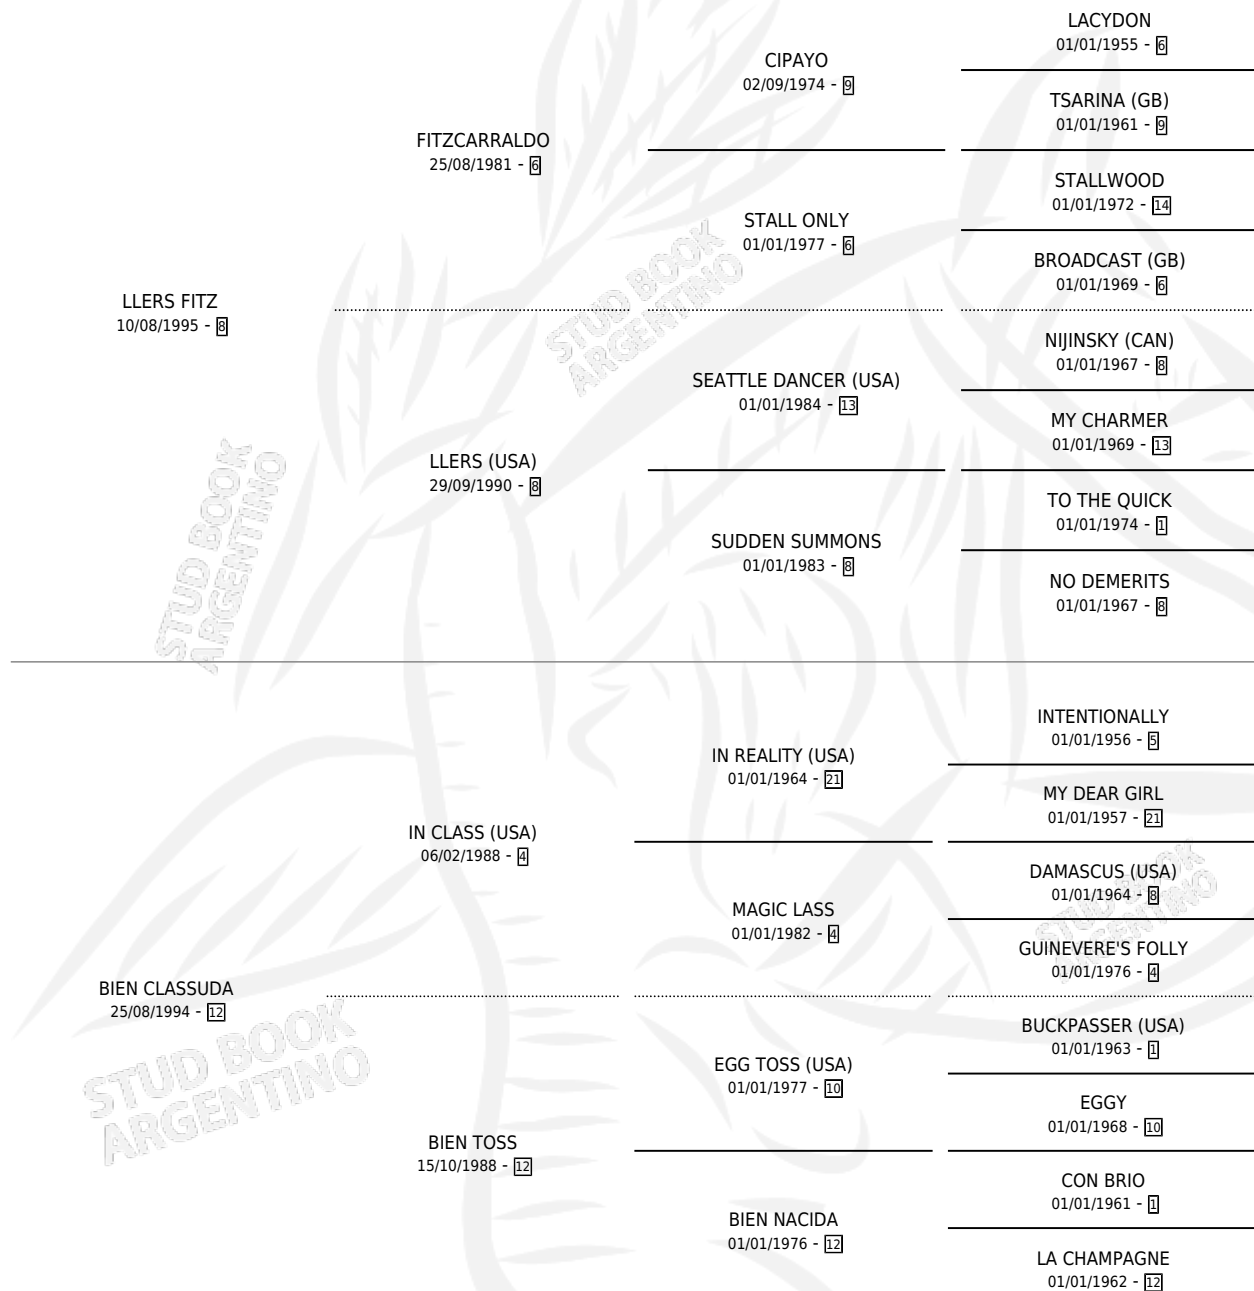 LACYDON
01/01/1955 - 6
CIPAYO
02/09/1974 - 9
TSARINA (GB)
01/01/1961 - 9
FITZCARRALDO
25/08/1981 - 6
STALLWOOD
01/01/1972 - 14
STALL ONLY
01/01/1977 - 6
BROADCAST (GB)
01/01/1969 - 6
LLERS FITZ
10/08/1995 - 8
STUD BOOK
ARGENTINO
NIJINSKY (CAN)
01/01/1967 - 8
SEATTLE DANCER (USA)
01/01/1984 - 13
MY CHARMER
01/01/1969 - 13
LLERS (USA)
29/09/1990 - 8
TO THE QUICK
01/01/1974 - 1
SUDDEN SUMMONS
01/01/1983 - 8
NO DEMERITS
01/01/1967 - 8
STUD BOOK
ARGENTINO
INTENTIONALLY
01/01/1956 - 5
IN REALITY (USA)
01/01/1964 - 21
MY DEAR GIRL
01/01/1957 - 21
IN CLASS (USA)
06/02/1988 - 4
DAMASCUS (USA)
01/01/1964 - 8
MAGIC LASS
01/01/1982 - 4
GUINEVERE'S FOLLY
01/01/1976 - 4
STUD BOOK
ARGENTINO
BIEN CLASSUDA
25/08/1994 - 12
BUCKPASSER (USA)
01/01/1963 - 1
EGG TOSS (USA)
01/01/1977 - 10
EGGY
01/01/1968 - 10
STUD BOOK
ARGENTINO
BIEN TOSS
15/10/1988 - 12
CON BRIO
01/01/1961 - 1
BIEN NACIDA
01/01/1976 - 12
LA CHAMPAGNE
01/01/1962 - 12